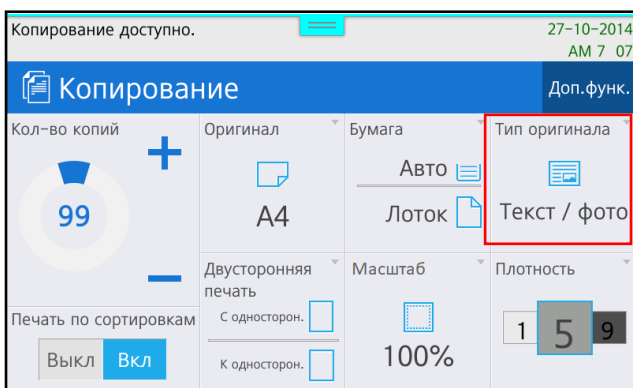 Копирование доступно.
27-10-2014
AM 7 07
Копирование
Доп.функ.
Кол-во копий
99
Оригинал
A4
Бумага
Авто
Лоток
Тип оригинала
Текст / фото
Печать по сортировкам
Выкл Вкл
Двусторонняя
печать
С односторон.
К односторон.
Масштаб
100%
Плотность
1 5 9